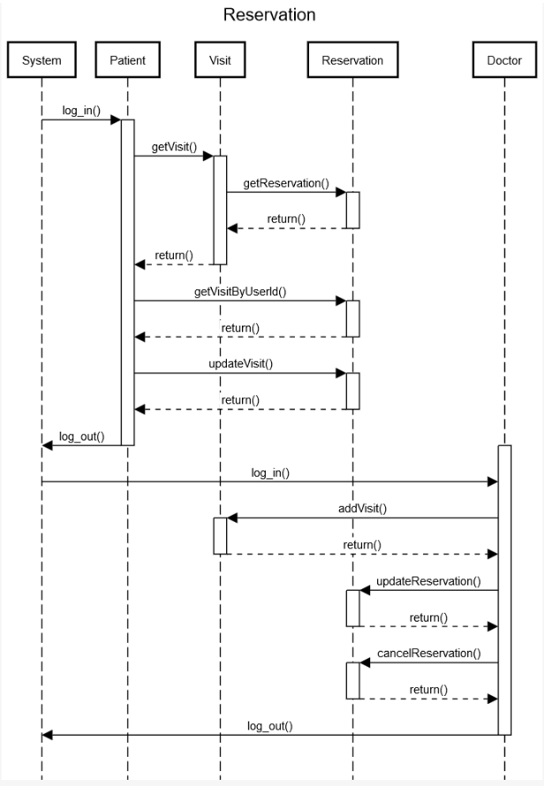 Reservation
System
Patient
Visit
Reservation
Doctor
log_in()
getVisit()
getReservation()
return()
return()
getVisitByUserId()
return()
updateVisit()
return()
log_out()
log_in()
addVisit()
return()
updateReservation()
return()
cancelReservation()
return()
log_out()